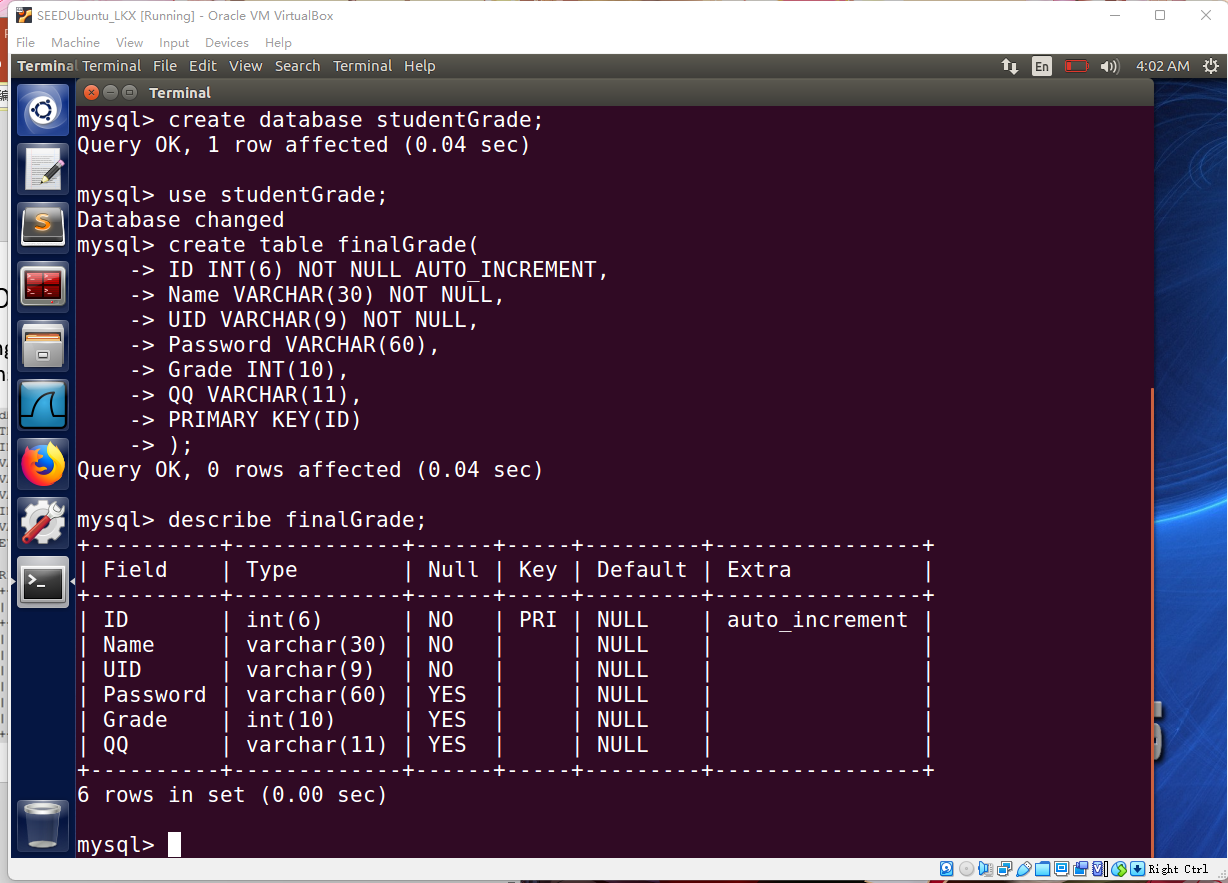 SEEDUbuntu_LKX [Running] - Oracle VM VirtualBox
File Machine View Input Devices Help
Termina Terminal File Edit View Search Terminal Help En 4:02 AM
Terminal
mysql> create database studentGrade;
Query OK, 1 row affected (0.04 sec)
mysql> use studentGrade;
Database changed
mysql> create table finalGrade(
-> ID INT(6) NOT NULL AUTO_INCREMENT,
-> Name VARCHAR(30) NOT NULL,
-> UID VARCHAR(9) NOT NULL,
-> Password VARCHAR(60),
-> Grade INT(10),
-> QQ VARCHAR(11),
-> PRIMARY KEY(ID)
-> );
Query OK, 0 rows affected (0.04 sec)
mysql> describe finalGrade;
+----------+-------------+------+-----+---------+----------------+
| Field    | Type        | Null | Key | Default | Extra          |
+----------+-------------+------+-----+---------+----------------+
| ID       | int(6)      | NO   | PRI | NULL    | auto_increment |
| Name     | varchar(30) | NO   |     | NULL    |                |
| UID      | varchar(9)  | NO   |     | NULL    |                |
| Password | varchar(60) | YES  |     | NULL    |                |
| Grade    | int(10)     | YES  |     | NULL    |                |
| QQ       | varchar(11) | YES  |     | NULL    |                |
+----------+-------------+------+-----+---------+----------------+
6 rows in set (0.00 sec)
mysql>
Right Ctrl